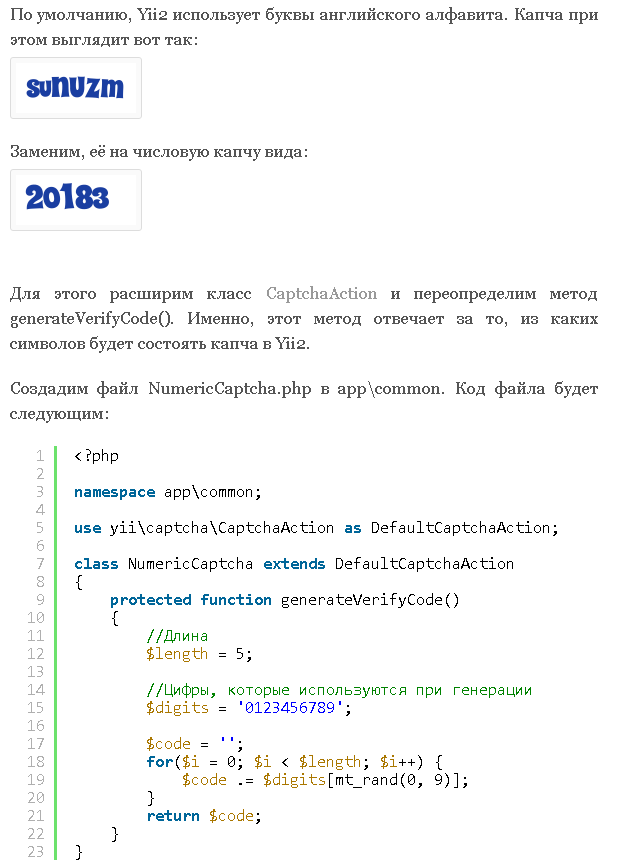 По умолчанию, Yii2 использует буквы английского алфавита. Капча при
этом выглядит вот так:
sunuzm
Заменим, её на числовую капчу вида:
20183
Для этого расширим класс CaptchaAction и переопределим метод
generateVerifyCode(). Именно, этот метод отвечает за то, из каких
символов будет состоять капча в Yii2.
Создадим файл NumericCaptcha.php в app\common. Код файла будет
следующим:
1 <?php
2
3 namespace app\common;
4
5 use yii\captcha\CaptchaAction as DefaultCaptchaAction;
6
7 class NumericCaptcha extends DefaultCaptchaAction
8 {
9     protected function generateVerifyCode()
10     {
11         //Длина
12         $length = 5;
13
14         //Цифры, которые используются при генерации
15         $digits = '0123456789';
16
17         $code = '';
18         for($i = 0; $i < $length; $i++) {
19             $code .= $digits[mt_rand(0, 9)];
20         }
21         return $code;
22     }
23 }